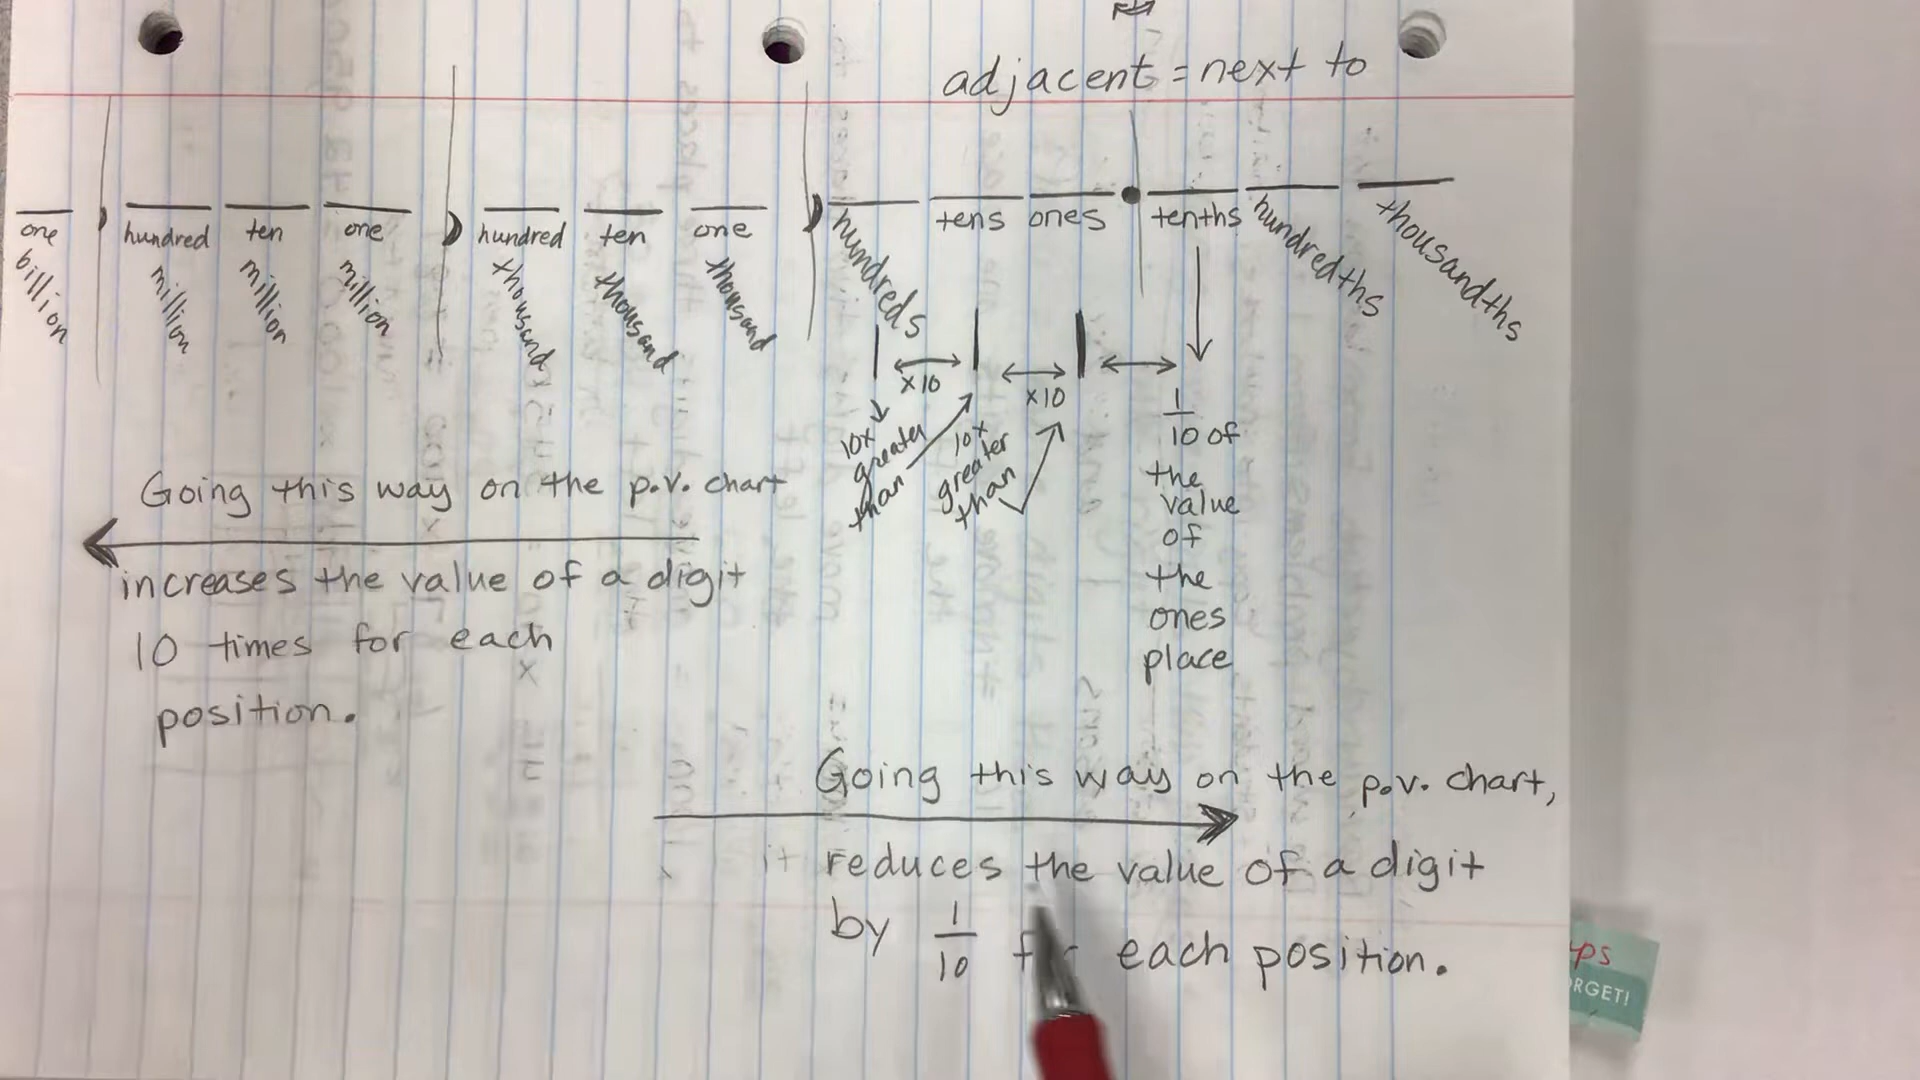 adjacent = next to
one billion
hundred million
ten million
one million
hundred thousand
ten thousand
one thousand
hundreds
tens
ones
tenths
hundredths
thousandths
x10
x10
10x
greater
than
10x
greater
than
1/10 of
the
value
of
the
ones
place
Going this way on the p.v. chart
increases the value of a digit
10 times for each
position.
Going this way on the p.v. chart,
it reduces the value of a digit
by 1/10 for each position.
ps
RGET!